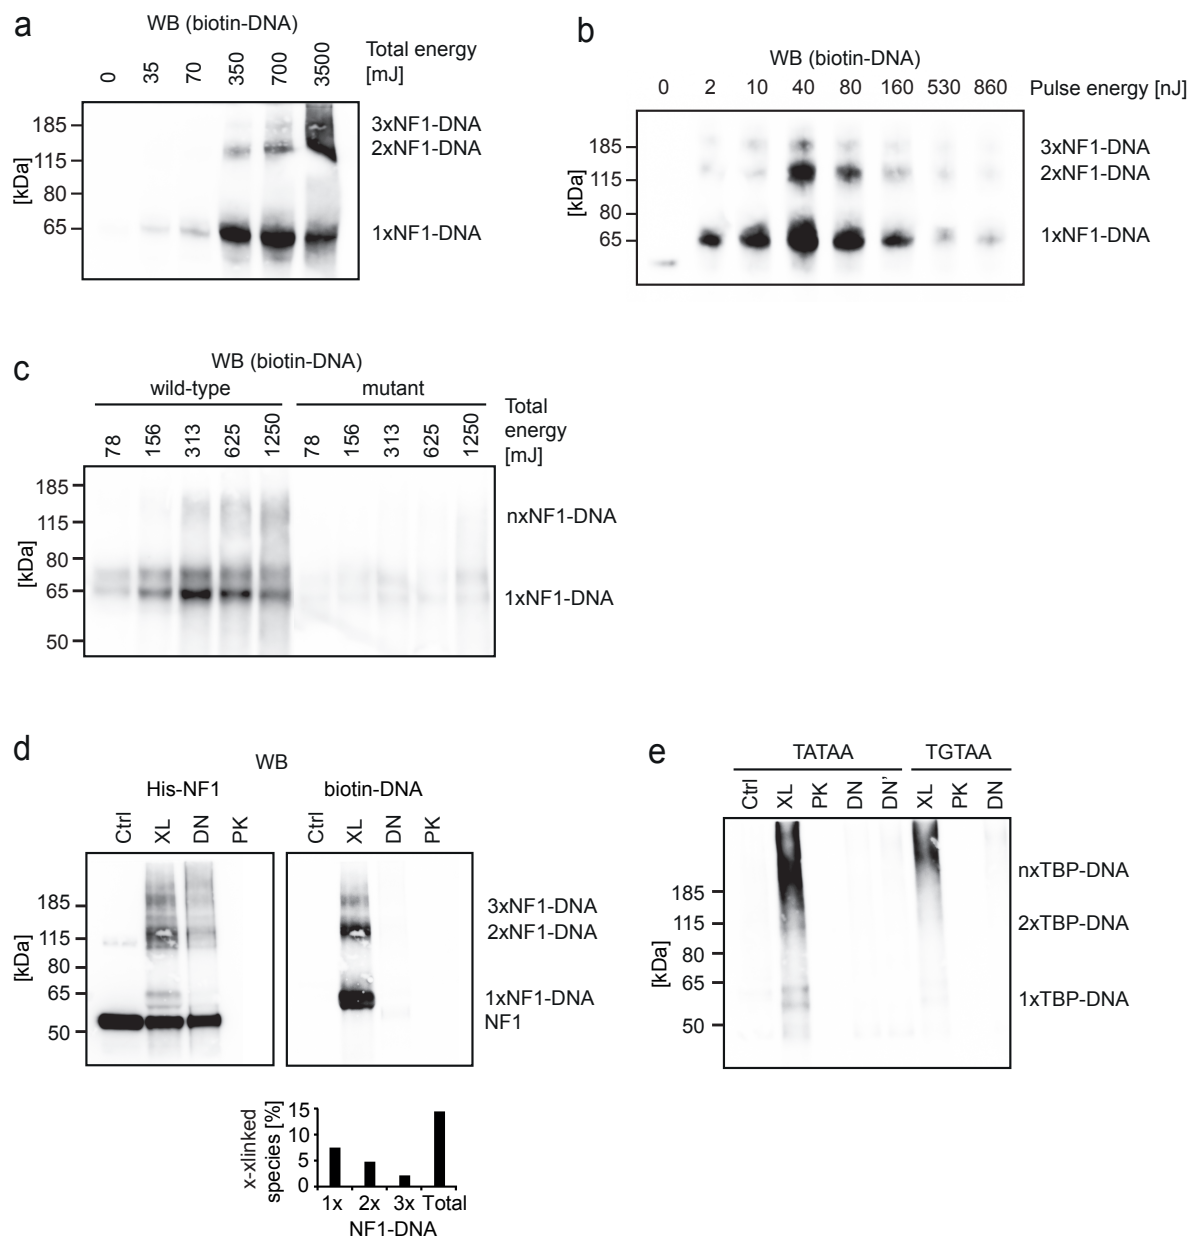 a
WB (biotin-DNA)
0 35 70 350 700 3500
Total energy
[mJ]
[kDa]
185
115
80
65
3xNF1-DNA
2xNF1-DNA
1xNF1-DNA
b
WB (biotin-DNA)
0 2 10 40 80 160 530 860 Pulse energy [nJ]
[kDa]
185
115
80
65
3xNF1-DNA
2xNF1-DNA
1xNF1-DNA
c
WB (biotin-DNA)
wild-type mutant
78 156 313 625 1250 78 156 313 625 1250
Total
energy
[mJ]
[kDa]
185
115
80
65
50
nxNF1-DNA
1xNF1-DNA
d
WB
His-NF1 biotin-DNA
Ctrl XL DN PK Ctrl XL DN PK
[kDa]
185
115
80
65
50
3xNF1-DNA
2xNF1-DNA
1xNF1-DNA
NF1
x-xlinked
species [%]
15
10
5
0
1x 2x 3x Total
NF1-DNA
e
TATAA TGTAA
Ctrl XL PK DN DN' XL PK DN
[kDa]
185
115
80
65
50
nxTBP-DNA
2xTBP-DNA
1xTBP-DNA